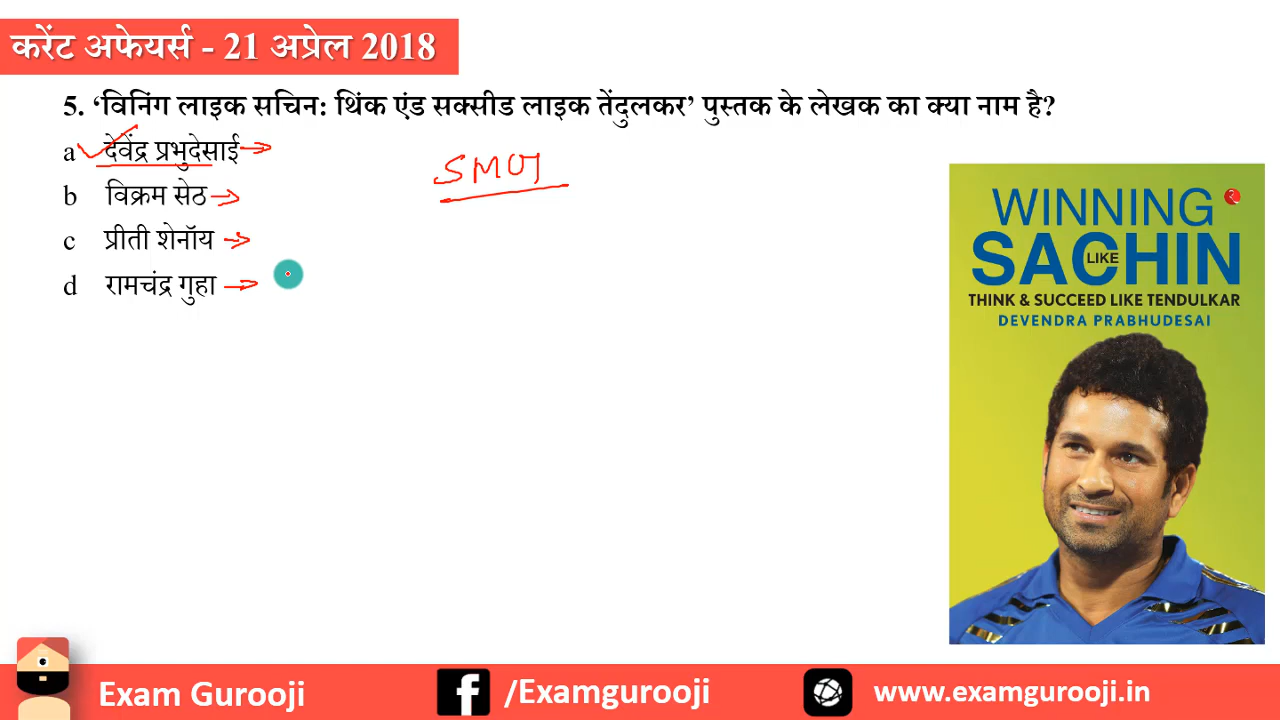 करेंट अफेयर्स - 21 अप्रेल 2018
5. ‘विनिंग लाइक सचिन: थिंक एंड सक्सीड लाइक तेंदुलकर’ पुस्तक के लेखक का क्या नाम है?
a देवेंद्र प्रभुदेसाई
b विक्रम सेठ
c प्रीती शेनॉय
d रामचंद्र गुहा
WINNING
SACHIN
LIKE
THINK & SUCCEED LIKE TENDULKAR
DEVENDRA PRABHUDESAI
Exam Gurooji
/Examgurooji
www.examgurooji.in